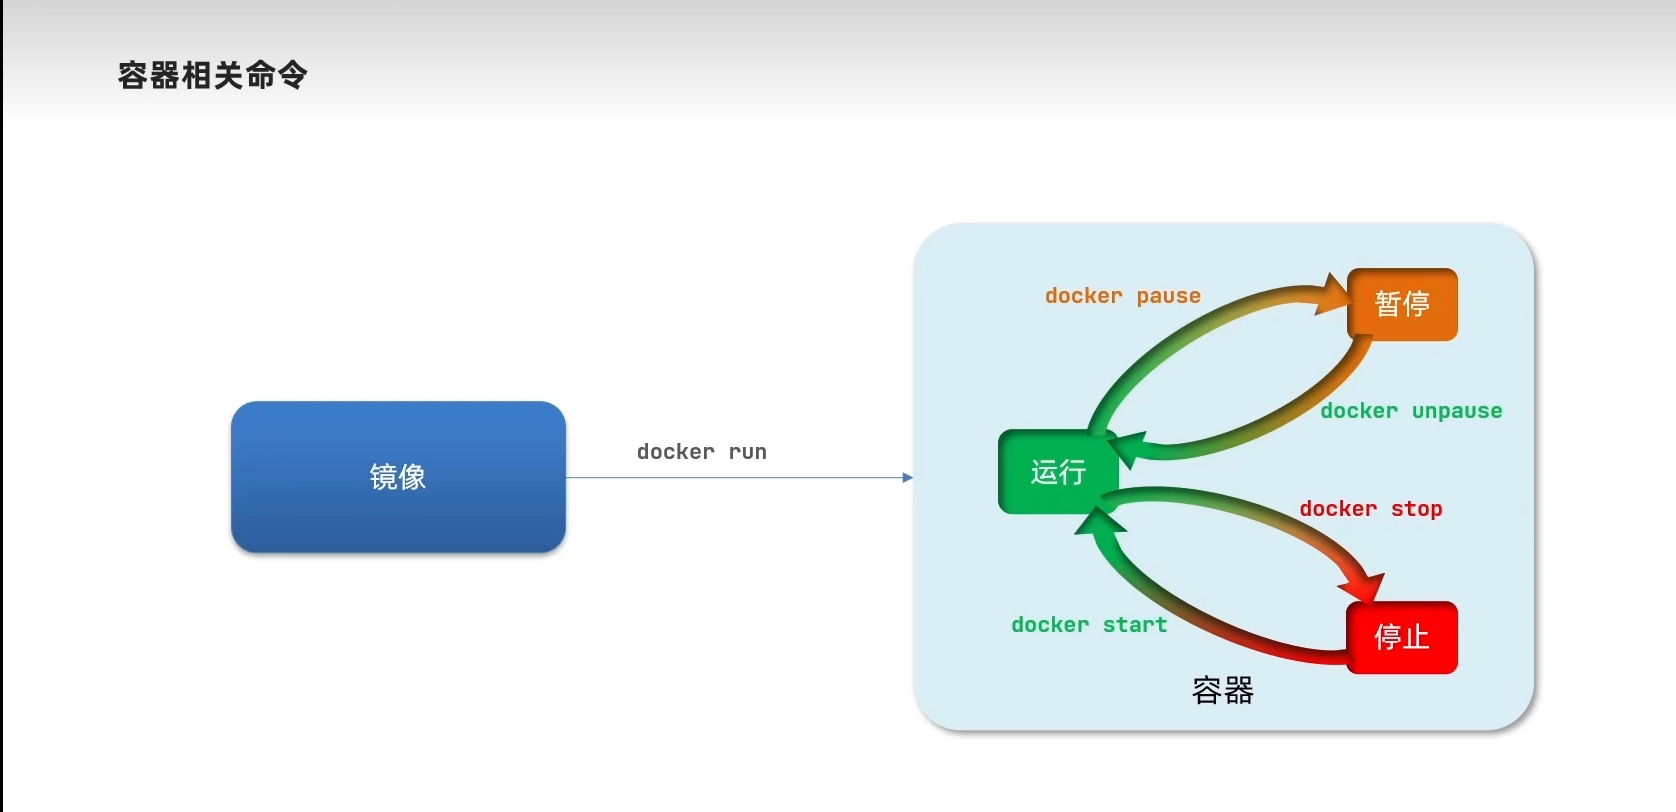 容器相关命令
docker pause
暂停
docker unpause
docker run
镜像
运行
docker stop
docker start
停止
容器